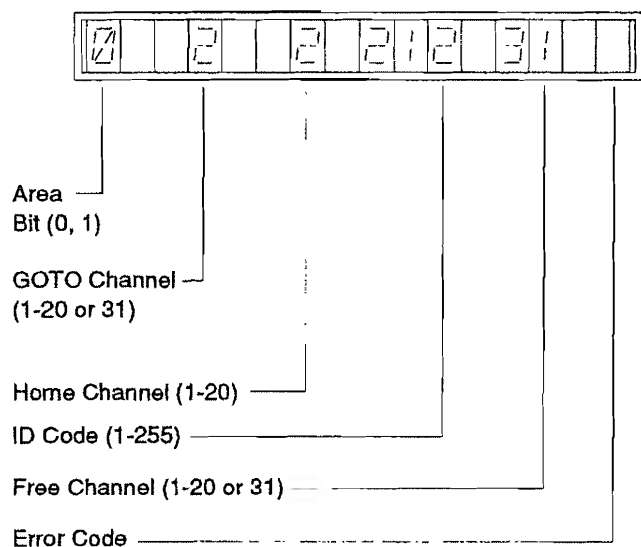 0 2 2 212 31
Area
Bit (0, 1)
GOTO Channel
(1-20 or 31)
Home Channel (1-20)
ID Code (1-255)
Free Channel (1-20 or 31)
Error Code